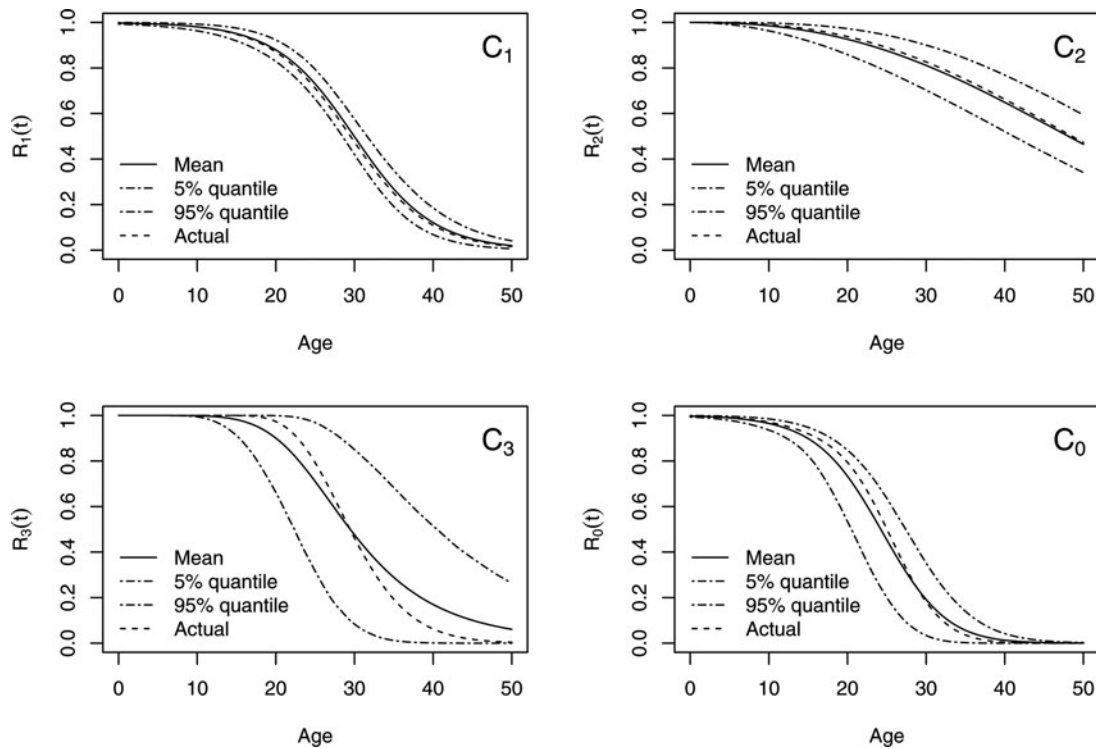 C1
R1(t)
0.0 0.2 0.4 0.6 0.8 1.0
Mean
5% quantile
95% quantile
Actual
0 10 20 30 40 50
Age
C2
R2(t)
0.0 0.2 0.4 0.6 0.8 1.0
Mean
5% quantile
95% quantile
Actual
0 10 20 30 40 50
Age
C3
R3(t)
0.0 0.2 0.4 0.6 0.8 1.0
Mean
5% quantile
95% quantile
Actual
0 10 20 30 40 50
Age
C0
R0(t)
0.0 0.2 0.4 0.6 0.8 1.0
Mean
5% quantile
95% quantile
Actual
0 10 20 30 40 50
Age